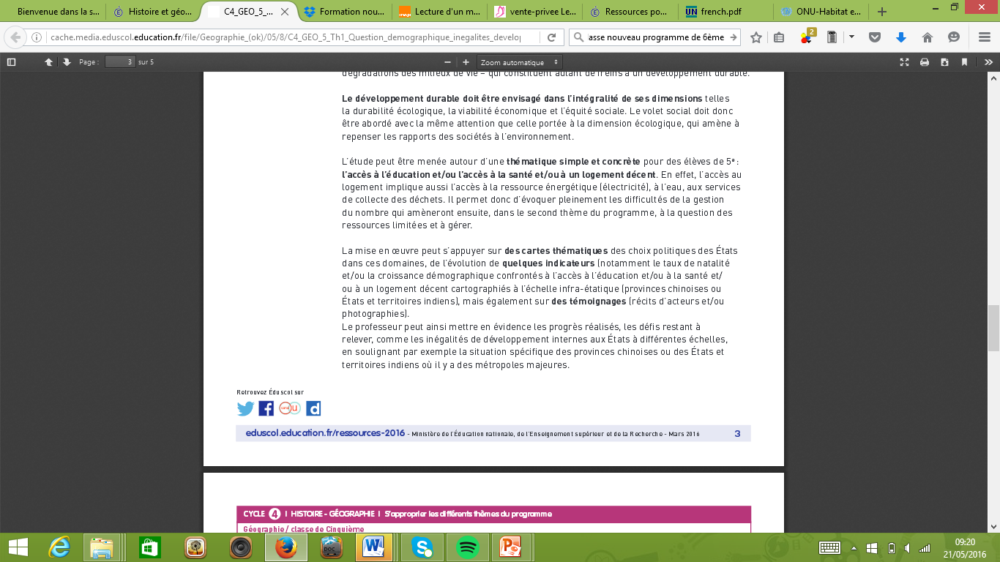 Bienvenue dans la s...
Histoire et géo...
C4_GEO_5_...
Formation nou...
Lecture d'un m...
vente-privee Le...
Ressources po...
french.pdf
ONU-Habitat e...
cache.media.eduscol.education.fr/file/Geographie_(ok)/05/8/C4_GEO_5_Th1_Question_demographique_inegalites_develop
asse nouveau programme de 6ème
2
Page : 3 sur 5
Zoom automatique
dégradations des milieux de vie – qui constituent autant de freins à un développement durable.
Le développement durable doit être envisagé dans l'intégralité de ses dimensions telles
la durabilité écologique, la viabilité économique et l'équité sociale. Le volet social doit donc
être abordé avec la même attention que celle portée à la dimension écologique, qui amène à
repenser les rapports des sociétés à l'environnement.
L'étude peut être menée autour d'une thématique simple et concrète pour des élèves de 5e :
l'accès à l'éducation et/ou l'accès à la santé et/ou à un logement décent. En effet, l'accès au
logement implique aussi l'accès à la ressource énergétique (électricité), à l'eau, aux services
de collecte des déchets. Il permet donc d'évoquer pleinement les difficultés de la gestion
du nombre qui amèneront ensuite, dans le second thème du programme, à la question des
ressources limitées et à gérer.
La mise en œuvre peut s'appuyer sur des cartes thématiques des choix politiques des États
dans ces domaines, de l'évolution de quelques indicateurs (notamment le taux de natalité
et/ou la croissance démographique confrontés à l'accès à l'éducation et/ou à la santé et/
ou à un logement décent cartographiés à l'échelle infra-étatique (provinces chinoises ou
États et territoires indiens), mais également sur des témoignages (récits d'acteurs et/ou
photographies).
Le professeur peut ainsi mettre en évidence les progrès réalisés, les défis restant à
relever, comme les inégalités de développement internes aux États à différentes échelles,
en soulignant par exemple la situation spécifique des provinces chinoises ou des États et
territoires indiens où il y a des métropoles majeures.
Retrouvez Éduscol sur
eduscol.education.fr/ressources-2016 - Ministère de l'Éducation nationale, de l'Enseignement supérieur et de la Recherche - Mars 2016
3
CYCLE 4 I HISTOIRE - GÉOGRAPHIE I S'approprier les différents thèmes du programme
Géographie / classe de Cinquième
09:20
21/05/2016